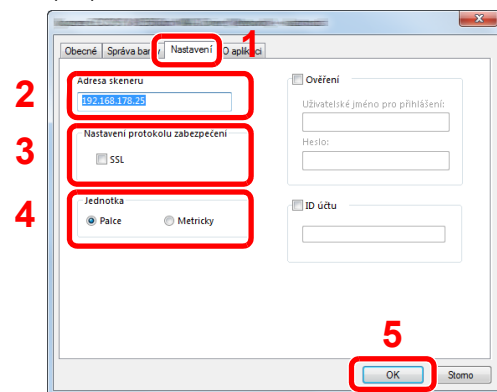 Obecné Správa Nastavení 1 O aplikaci
2 Adresa skeneru Ověření
192.168.178.25 Uživatelské jméno pro přihlášení:
3 Nastavení protokolu zabezpečení Heslo:
SSL
4 Jednotka ID účtu
Palce Metricky
5
OK Storno